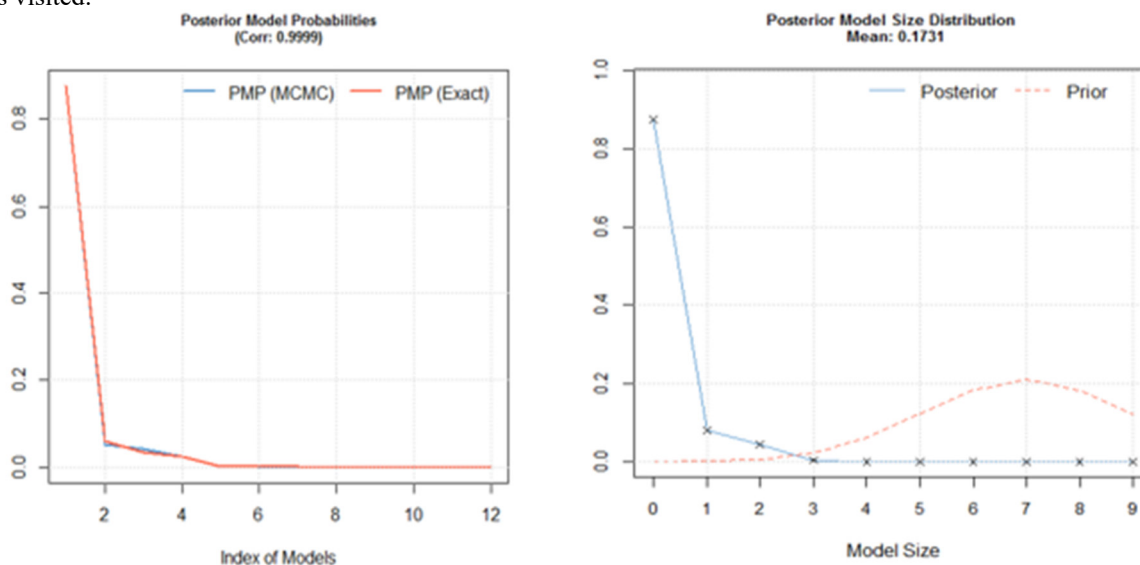 s visited.
Posterior Model Probabilities
(Corr: 0.9999)
PMP (MCMC) PMP (Exact)
0.8
0.6
0.4
0.2
0.0
2 4 6 8 10 12
Index of Models
Posterior Model Size Distribution
Mean: 0.1731
Posterior Prior
1.0
0.8
0.6
0.4
0.2
0.0
0 1 2 3 4 5 6 7 8 9
Model Size